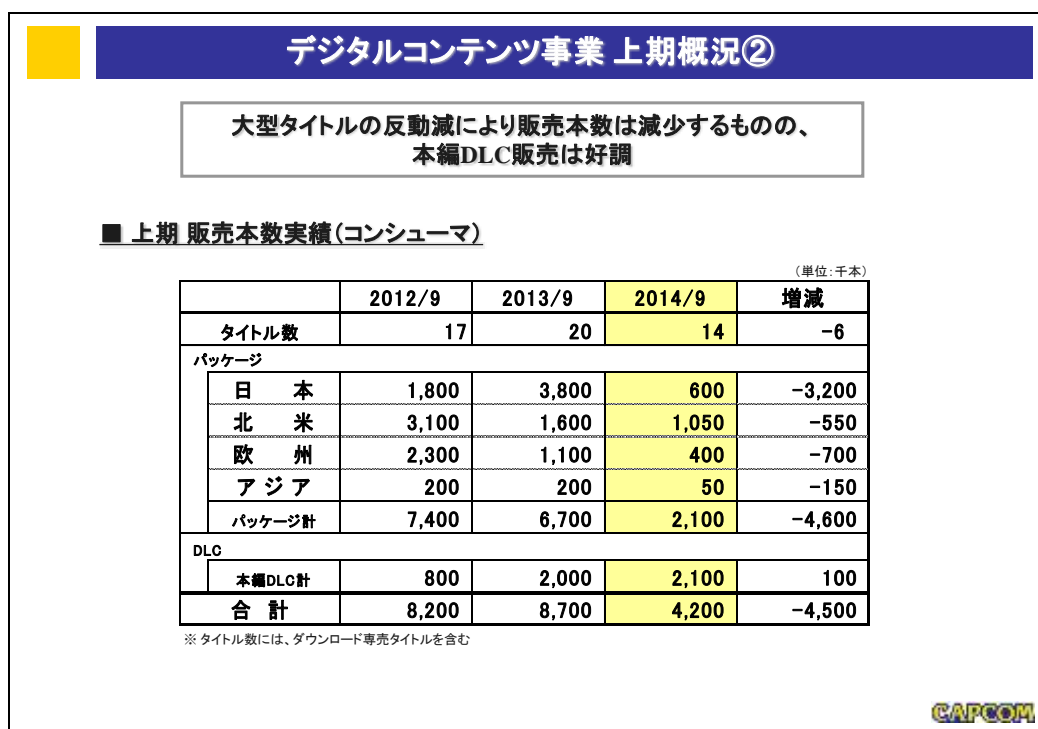 デジタルコンテンツ事業 上期概況②
大型タイトルの反動減により販売本数は減少するものの、
本編DLC販売は好調
■ 上期 販売本数実績(コンシューマ)
(単位:千本)
2012/9 2013/9 2014/9 増減
タイトル数 17 20 14 -6
パッケージ
日 本 1,800 3,800 600 -3,200
北 米 3,100 1,600 1,050 -550
欧 州 2,300 1,100 400 -700
アジア 200 200 50 -150
パッケージ計 7,400 6,700 2,100 -4,600
DLC
本編DLC計 800 2,000 2,100 100
合 計 8,200 8,700 4,200 -4,500
※ タイトル数には、ダウンロード専売タイトルを含む
CAPCOM